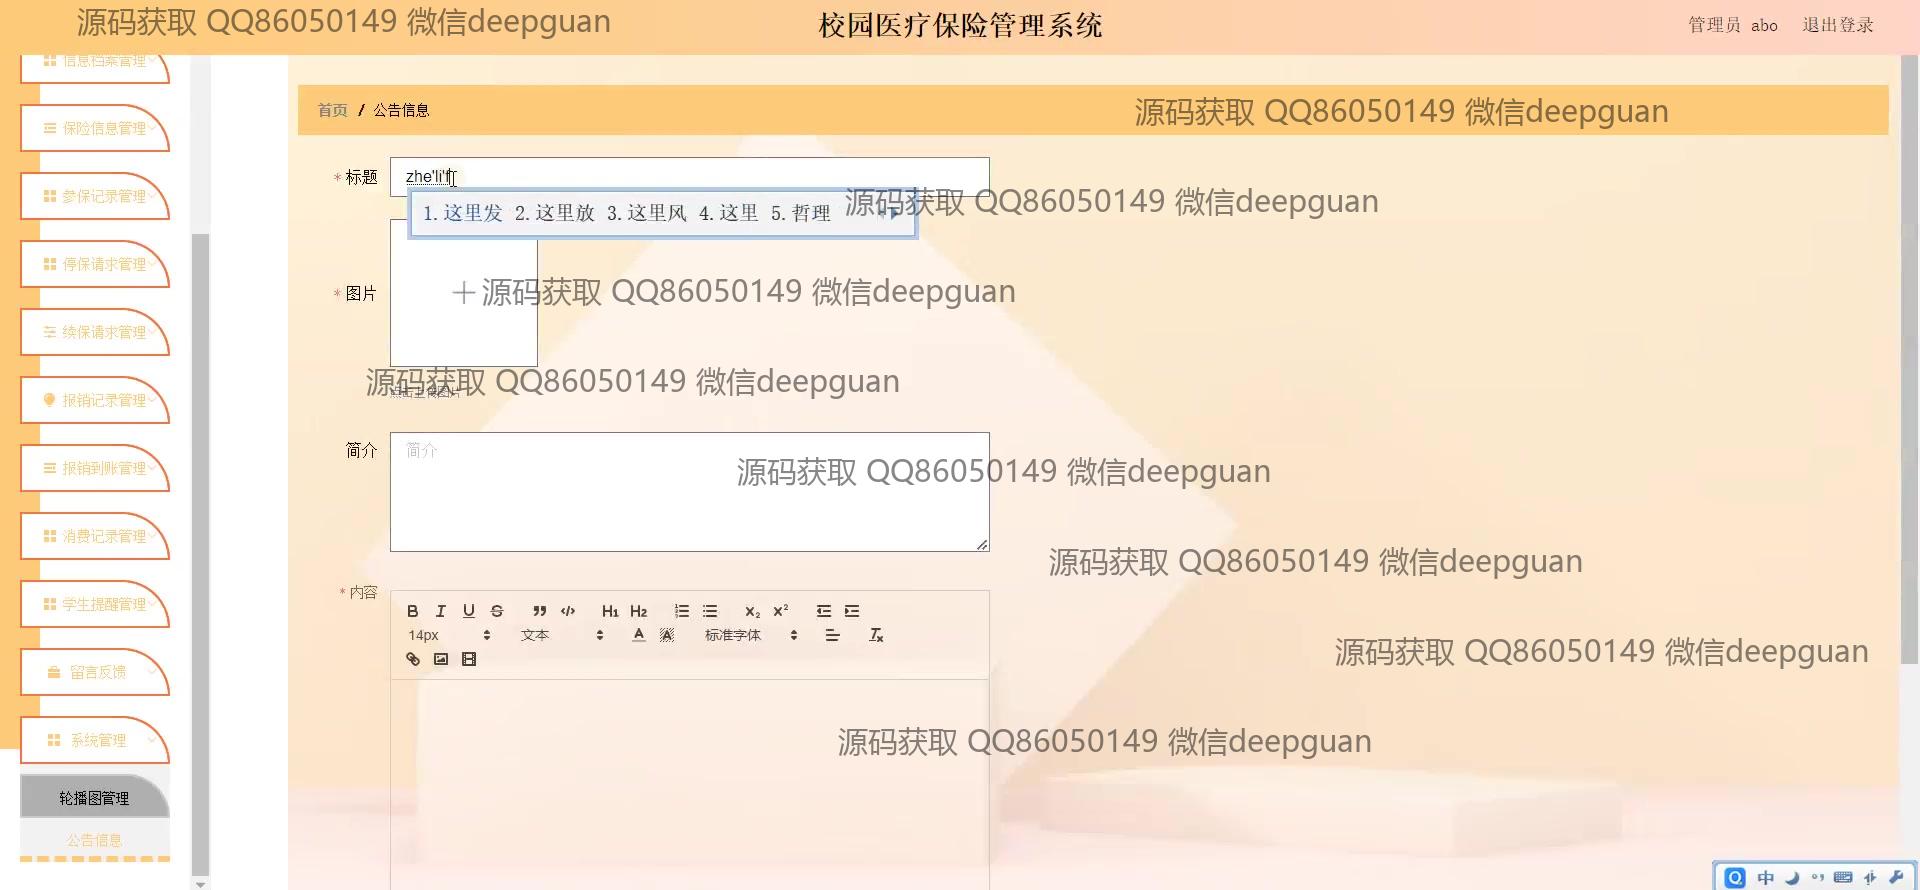 源码获取 QQ86050149 微信deepguan
校园医疗保险管理系统
管理员 abo 退出登录
信息档案管理
保险信息管理
参保记录管理
停保请求管理
续保请求管理
报销记录管理
报销到账管理
消费记录管理
学生提醒管理
留言反馈
系统管理
轮播图管理
公告信息
首页 / 公告信息
源码获取 QQ86050149 微信deepguan
* 标题 zhe'li'f
1.这里发 2.这里放 3.这里风 4.这里 5.哲理
源码获取 QQ86050149 微信deepguan
* 图片
源码获取 QQ86050149 微信deepguan
点击上传图片
源码获取 QQ86050149 微信deepguan
简介 简介
源码获取 QQ86050149 微信deepguan
源码获取 QQ86050149 微信deepguan
* 内容
B I U S ” </> H1 H2 X₂ X²
14px 文本 A A 标准字体 Tx
源码获取 QQ86050149 微信deepguan
源码获取 QQ86050149 微信deepguan
中